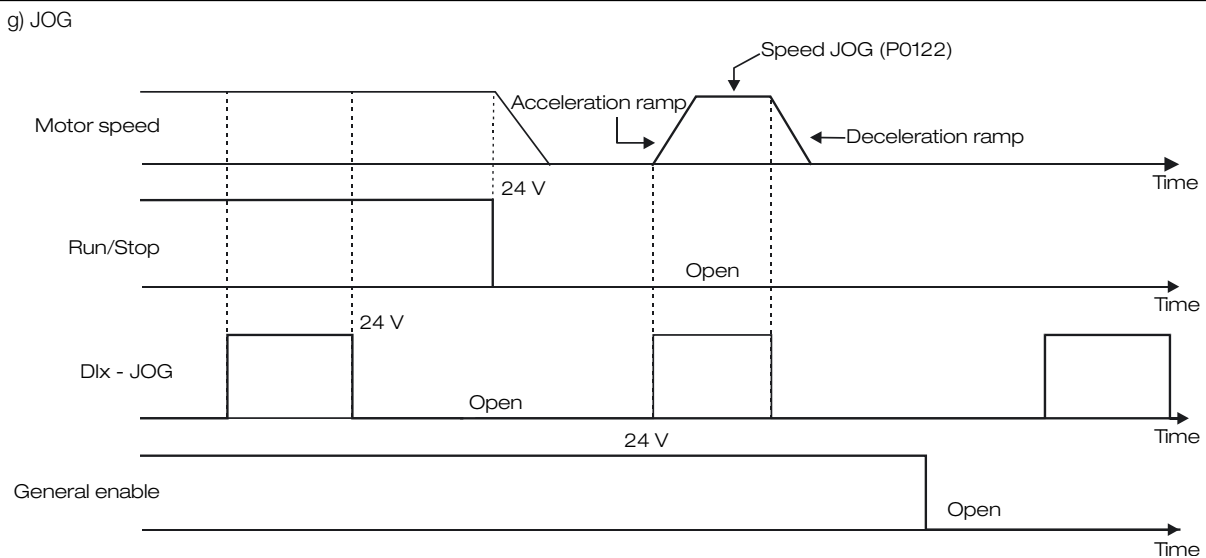 g) JOG
Speed JOG (P0122)
Acceleration ramp
Motor speed
Deceleration ramp
Time
24 V
Run/Stop
Open
Time
24 V
DIx - JOG
Open
Time
24 V
General enable
Open
Time